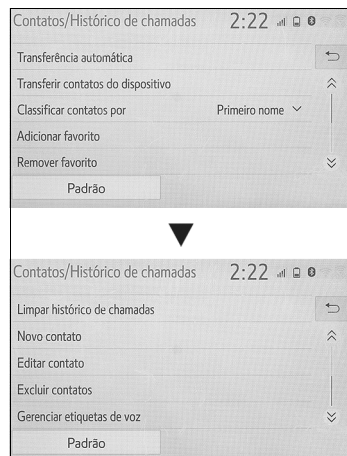 Contatos/Histórico de chamadas 2:22
Transferência automática
Transferir contatos do dispositivo
Classificar contatos por Primeiro nome
Adicionar favorito
Remover favorito
Padrão
Contatos/Histórico de chamadas 2:22
Limpar histórico de chamadas
Novo contato
Editar contato
Excluir contatos
Gerenciar etiquetas de voz
Padrão